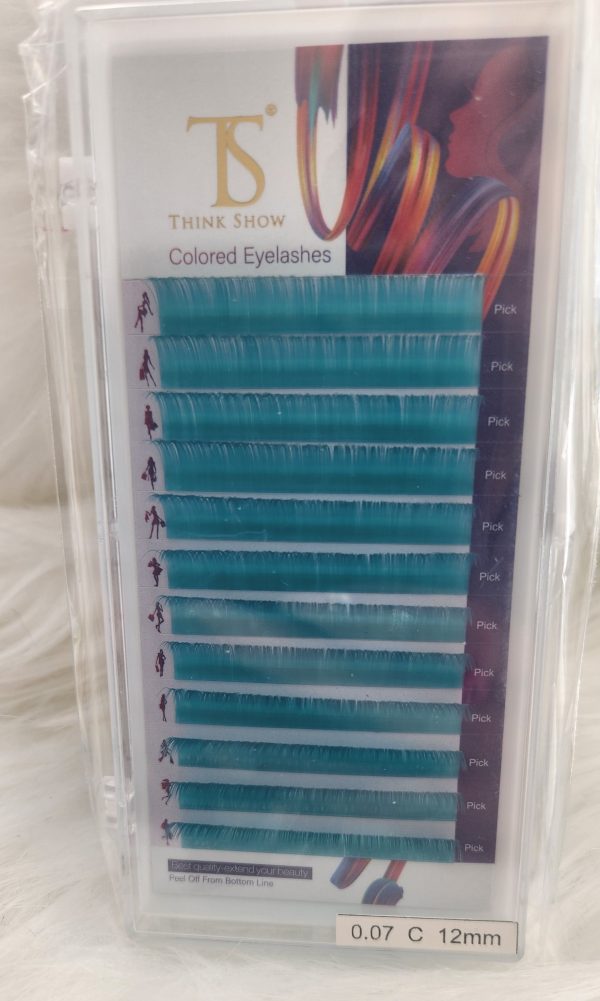 TS®
THINK SHOW
Colored Eyelashes
Pick
Pick
Pick
Pick
Pick
Pick
Pick
Pick
Pick
Pick
Pick
Pick
Best quality-extend your beauty
Peel Off From Bottom Line
0.07 C 12mm